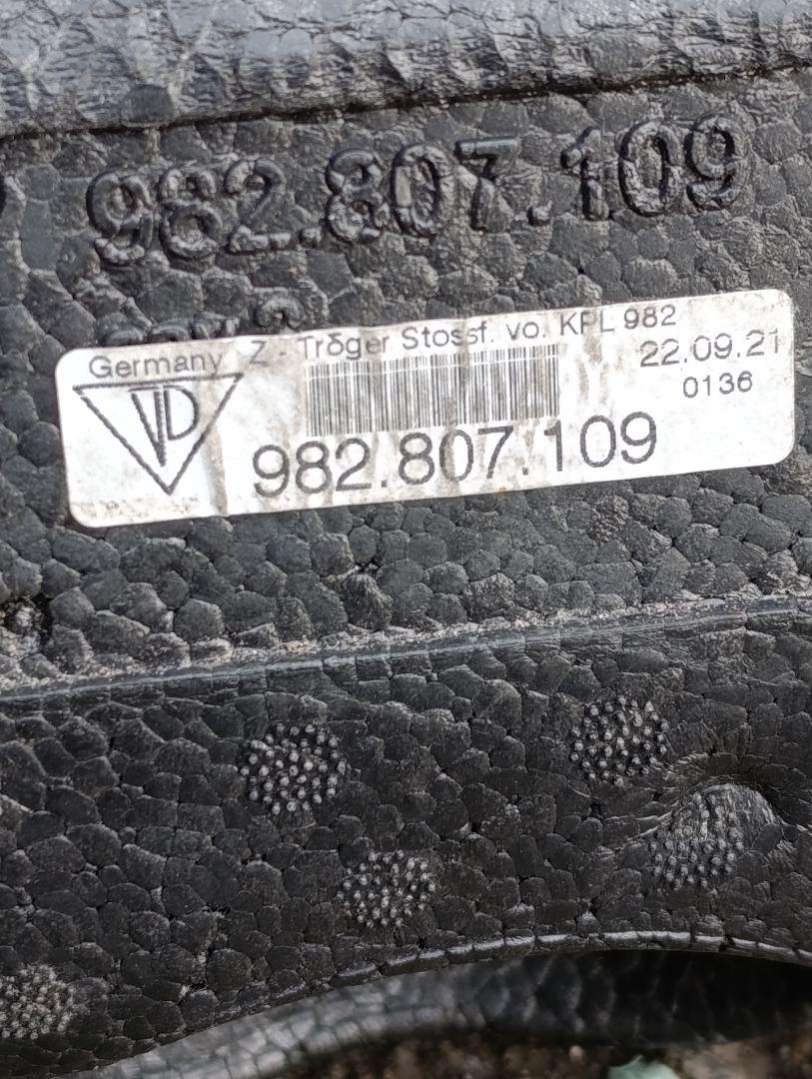 982.807.109
Germany Z - Tröger Stossf. vo. KPL 982
22.09.21
0136
VD
982.807.109